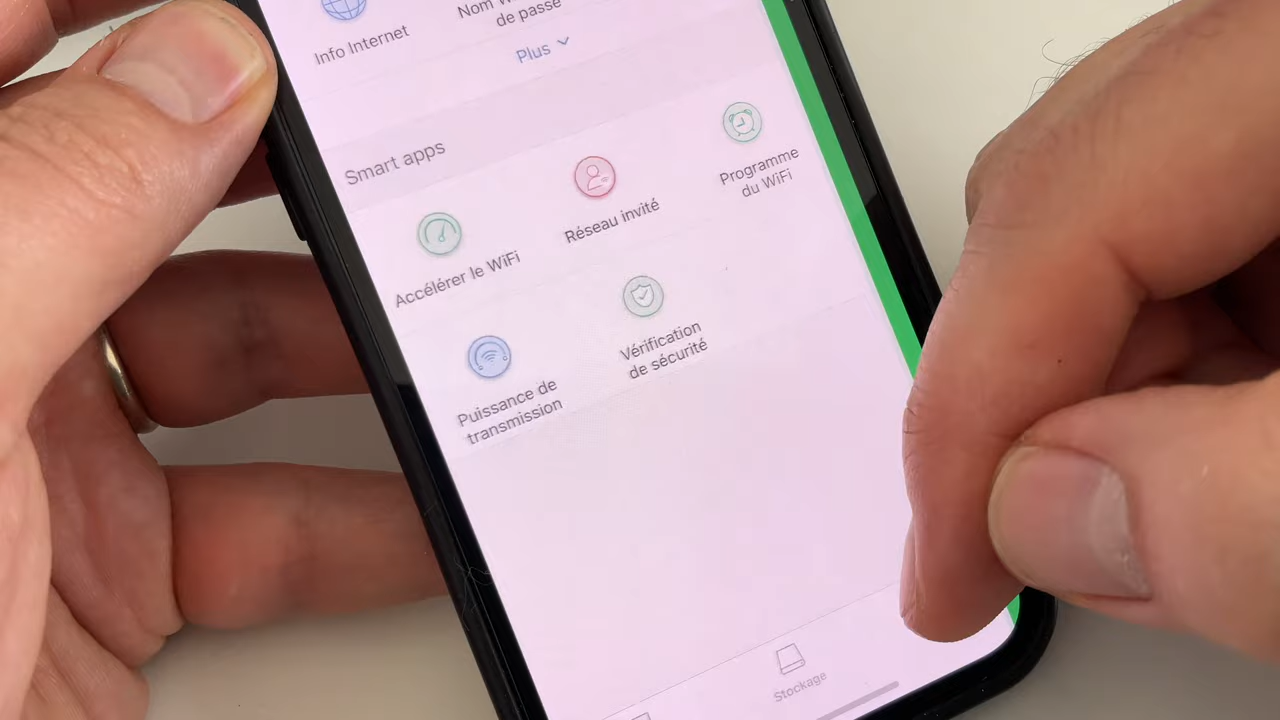 Info Internet
Nom
de passe
Plus
Smart apps
Accélérer le WiFi
Réseau invité
Programme
du WiFi
Puissance de
transmission
Vérification
de sécurité
Stockage